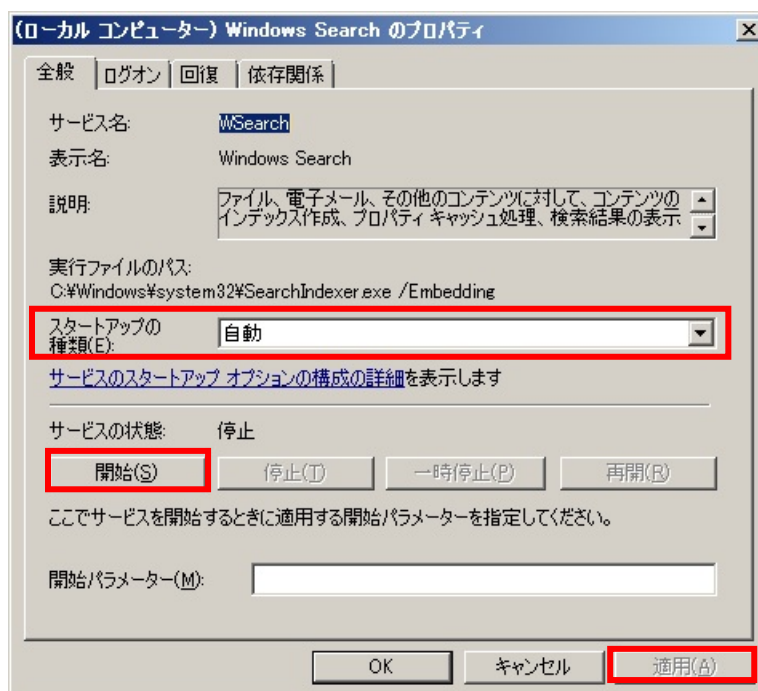 (ローカル コンピューター) Windows Search のプロパティ
全般 ログオン 回復 依存関係
サービス名: WSearch
表示名: Windows Search
説明: ファイル、電子メール、その他のコンテンツに対して、コンテンツの
インデックス作成、プロパティ キャッシュ処理、検索結果の表示
実行ファイルのパス:
C:¥Windows¥system32¥SearchIndexer.exe /Embedding
スタートアップの
種類(E): 自動
サービスのスタートアップ オプションの構成の詳細を表示します
サービスの状態: 停止
開始(S) 停止(T) 一時停止(P) 再開(R)
ここでサービスを開始するときに適用する開始パラメーターを指定してください。
開始パラメーター(M):
OK キャンセル 適用(A)